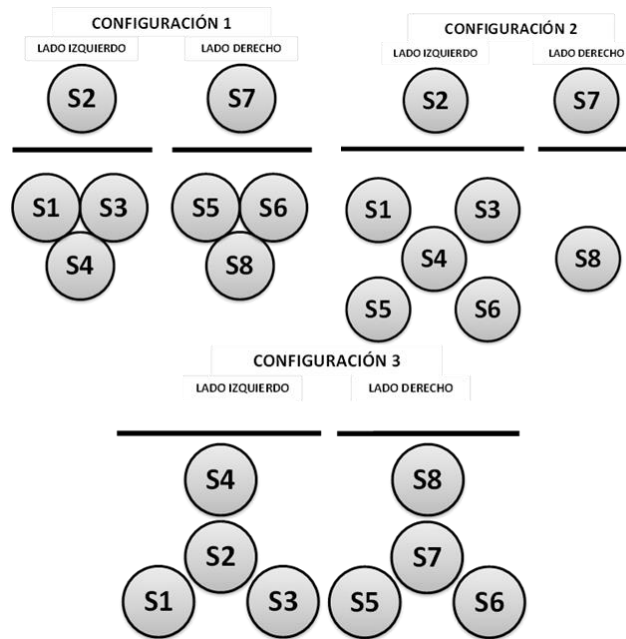 CONFIGURACIÓN 1
LADO IZQUIERDO LADO DERECHO
S2 S7
S1 S3 S5 S6
S4 S8
CONFIGURACIÓN 2
LADO IZQUIERDO LADO DERECHO
S2 S7
S1 S3
S4 S8
S5 S6
CONFIGURACIÓN 3
LADO IZQUIERDO LADO DERECHO
S4 S8
S2 S7
S1 S3 S5 S6